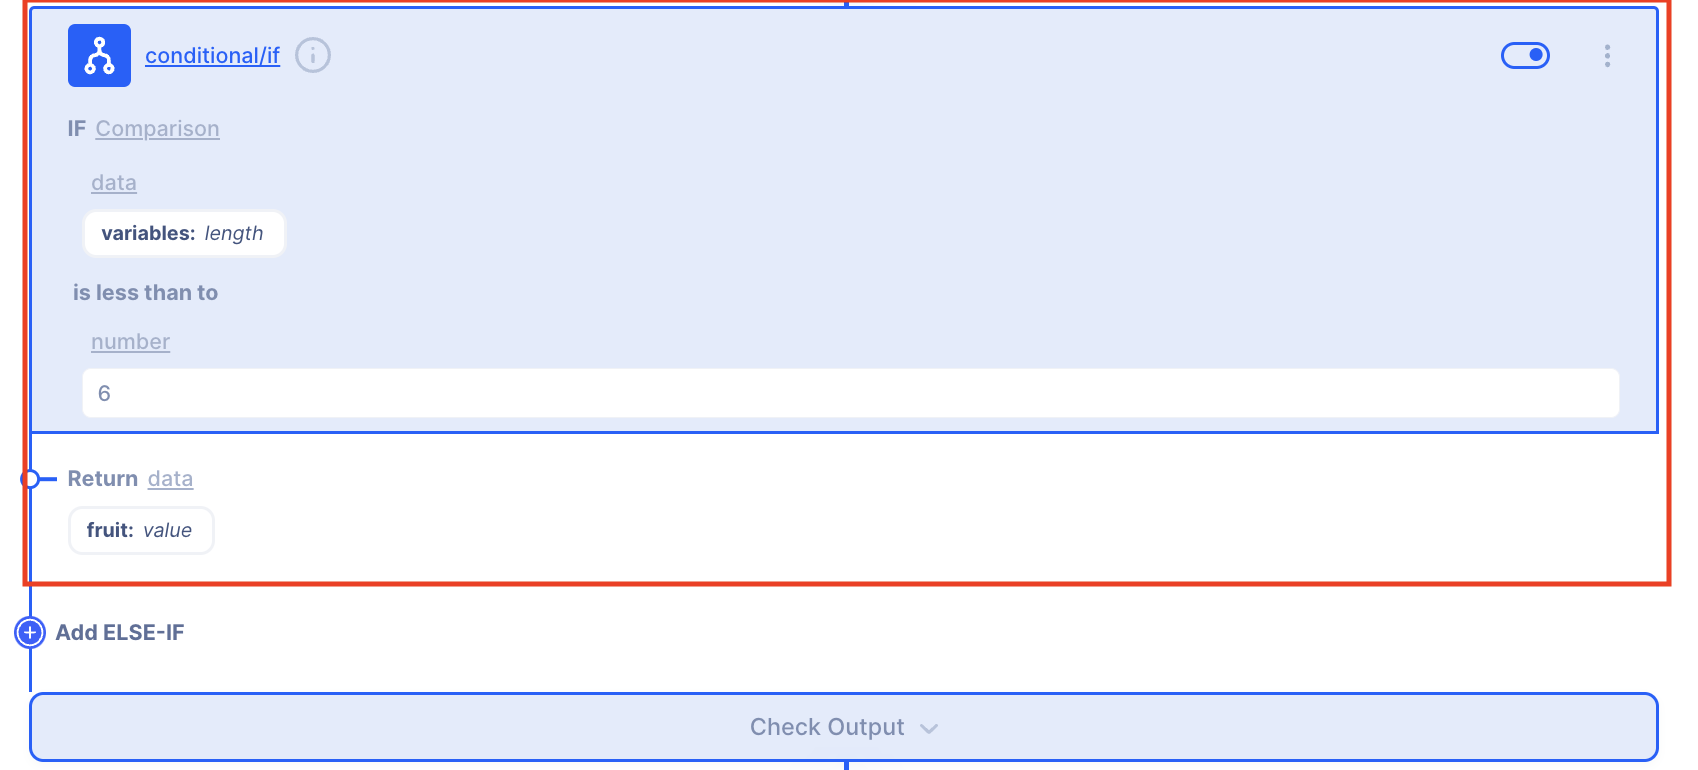 conditional/if
IF Comparison
data
variables: length
is less than to
number
6
Return data
fruit: value
Add ELSE-IF
Check Output